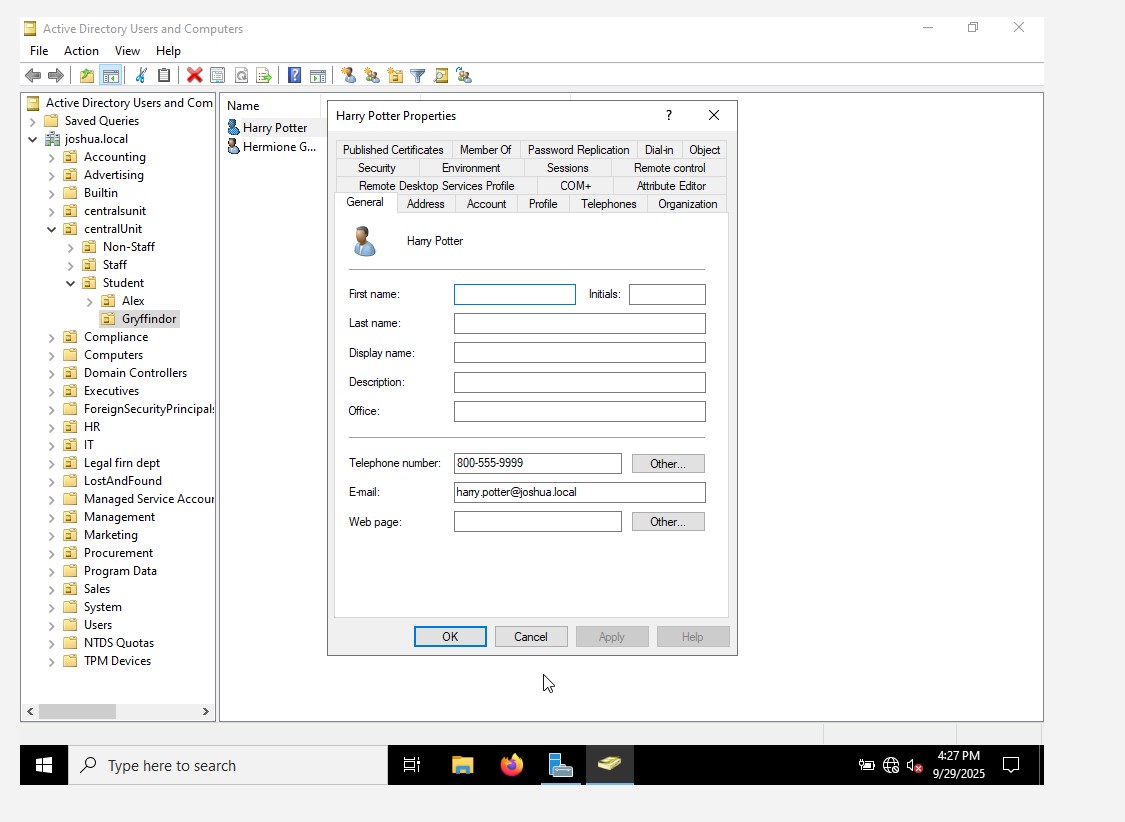 Active Directory Users and Computers
File Action View Help
Active Directory Users and Com
Saved Queries
joshua.local
Accounting
Advertising
Builtin
centralsunit
centralUnit
Non-Staff
Staff
Student
Alex
Gryffindor
Compliance
Computers
Domain Controllers
Executives
ForeignSecurityPrincipals
HR
IT
Legal firn dept
LostAndFound
Managed Service Accoun
Management
Marketing
Procurement
Program Data
Sales
System
Users
NTDS Quotas
TPM Devices
Name
Harry Potter
Hermione G...
Harry Potter Properties ?
Published Certificates Member Of Password Replication Dial-in Object
Security Environment Sessions Remote control
Remote Desktop Services Profile COM+ Attribute Editor
General Address Account Profile Telephones Organization
Harry Potter
First name: Initials:
Last name:
Display name:
Description:
Office:
Telephone number: 800-555-9999 Other...
E-mail: harry.potter@joshua.local
Web page: Other...
OK Cancel Apply Help
Type here to search
4:27 PM
9/29/2025